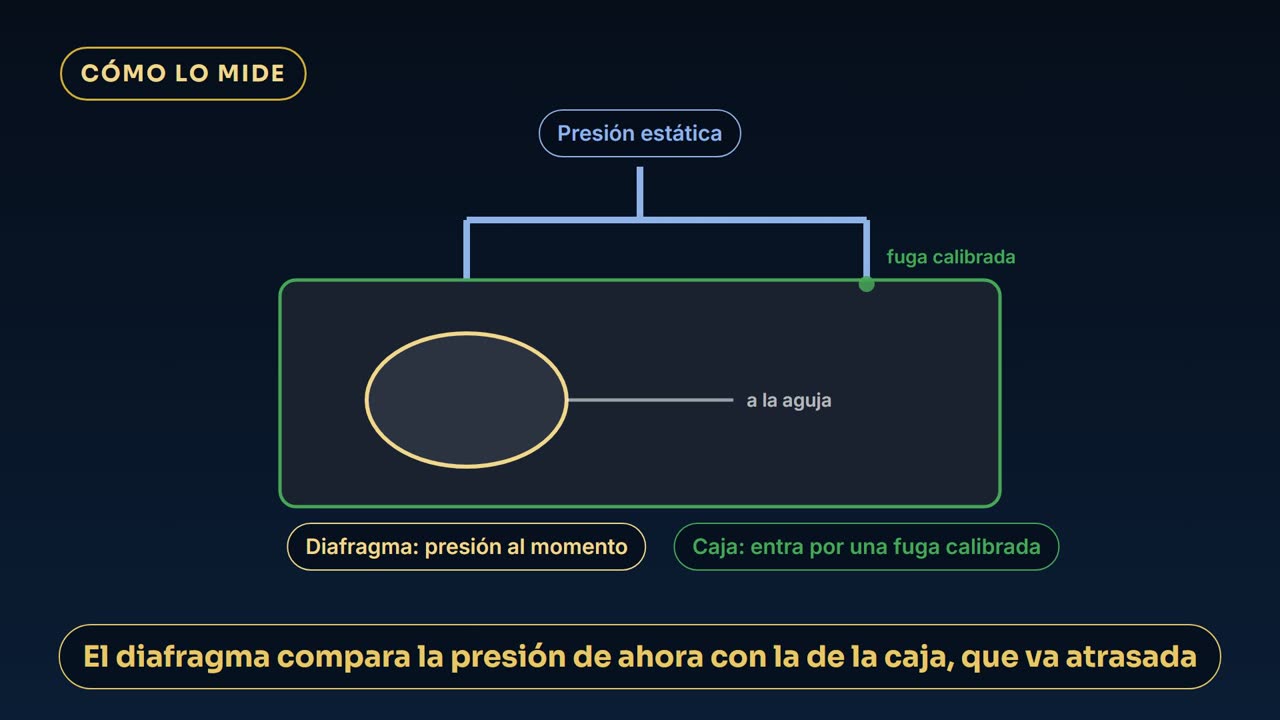 CÓMO LO MIDE
Presión estática
fuga calibrada
a la aguja
Diafragma: presión al momento
Caja: entra por una fuga calibrada
El diafragma compara la presión de ahora con la de la caja, que va atrasada